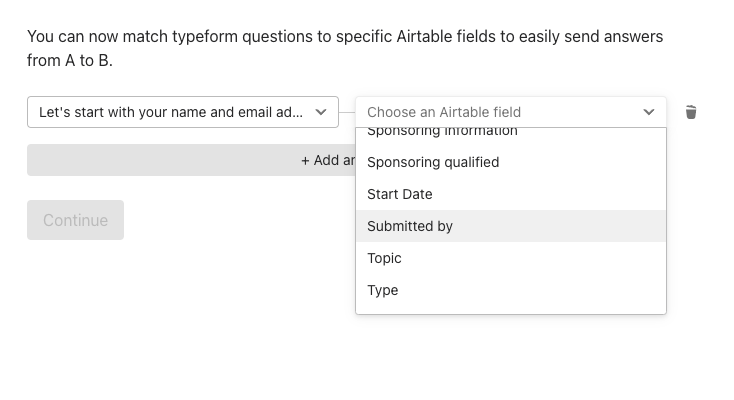 You can now match typeform questions to specific Airtable fields to easily send answers
from A to B.
Let's start with your name and email ad...
Choose an Airtable field
Sponsoring Information
+ Add an
Sponsoring qualified
Continue
Start Date
Submitted by
Topic
Type